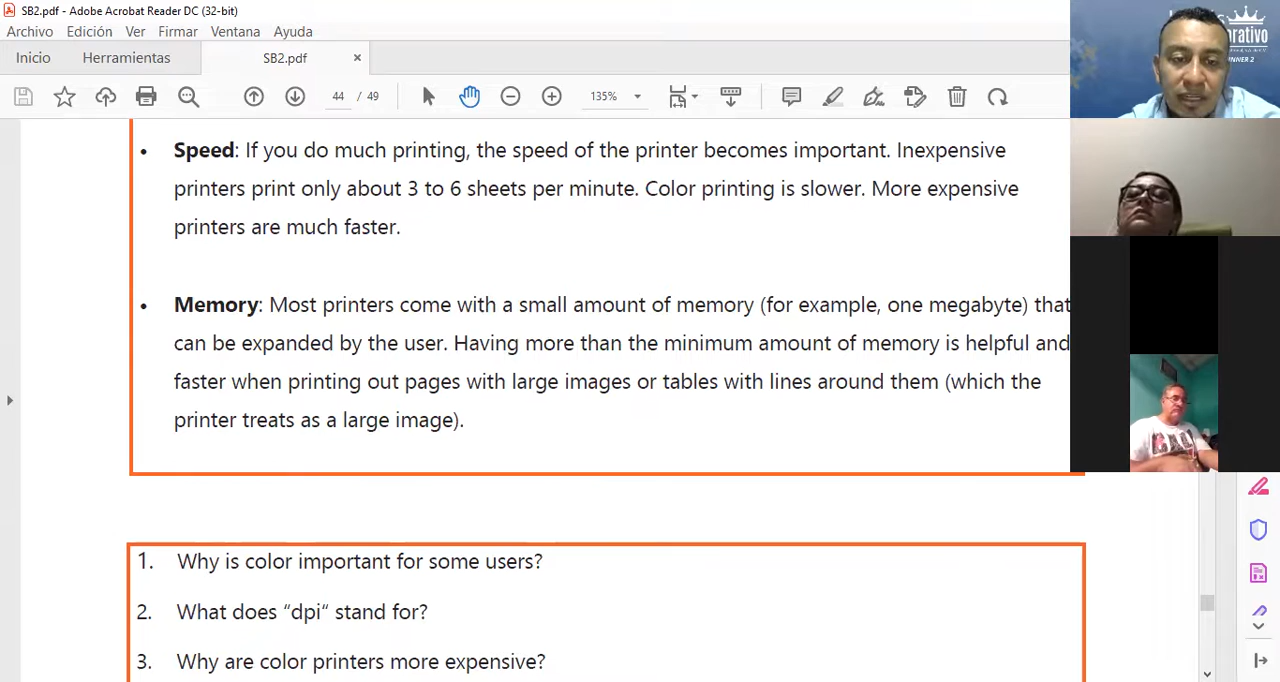 SB2.pdf - Adobe Acrobat Reader DC (32-bit)
Archivo Edición Ver Firmar Ventana Ayuda
Inicio Herramientas SB2.pdf ×
44 / 49 135%
• Speed: If you do much printing, the speed of the printer becomes important. Inexpensive
printers print only about 3 to 6 sheets per minute. Color printing is slower. More expensive
printers are much faster.
• Memory: Most printers come with a small amount of memory (for example, one megabyte) that
can be expanded by the user. Having more than the minimum amount of memory is helpful and
faster when printing out pages with large images or tables with lines around them (which the
printer treats as a large image).
1. Why is color important for some users?
2. What does “dpi“ stand for?
3. Why are color printers more expensive?